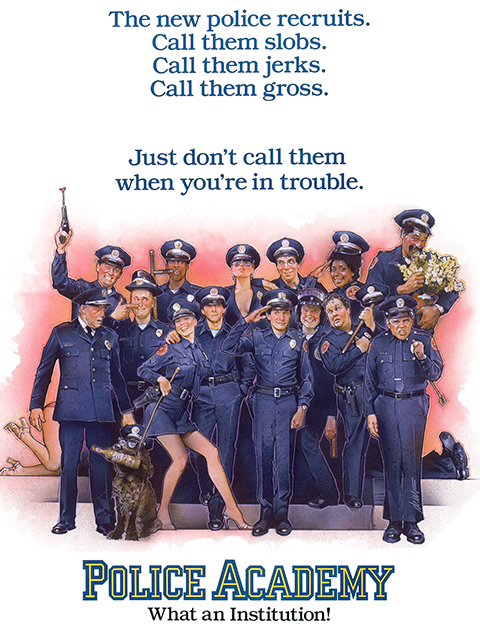 The new police recruits.
Call them slobs.
Call them jerks.
Call them gross.
Just don't call them
when you're in trouble.
POLICE ACADEMY
What an Institution!